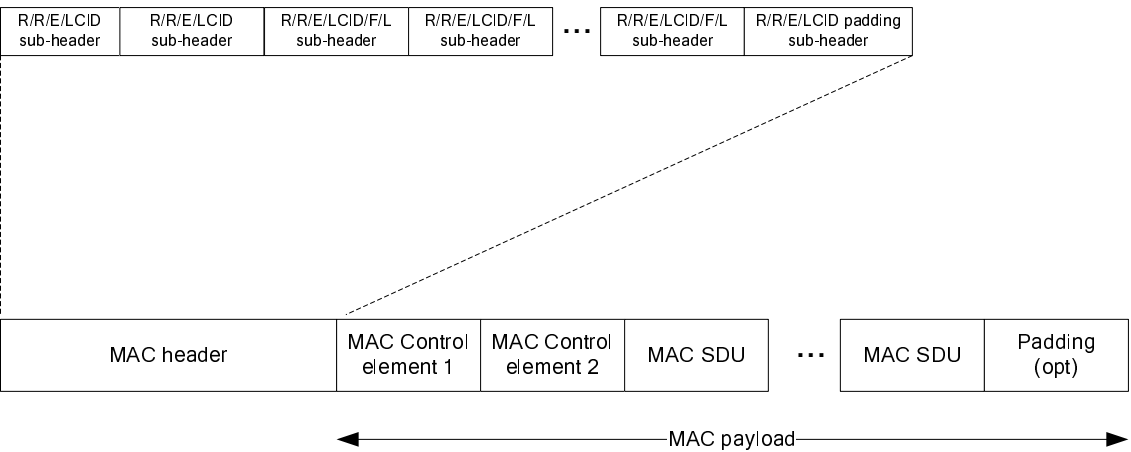 R/R/E/LCID
sub-header
R/R/E/LCID
sub-header
R/R/E/LCID/F/L
sub-header
R/R/E/LCID/F/L
sub-header
...
R/R/E/LCID/F/L
sub-header
R/R/E/LCID padding
sub-header
MAC header
MAC Control
element 1
MAC Control
element 2
MAC SDU
...
MAC SDU
Padding
(opt)
MAC payload